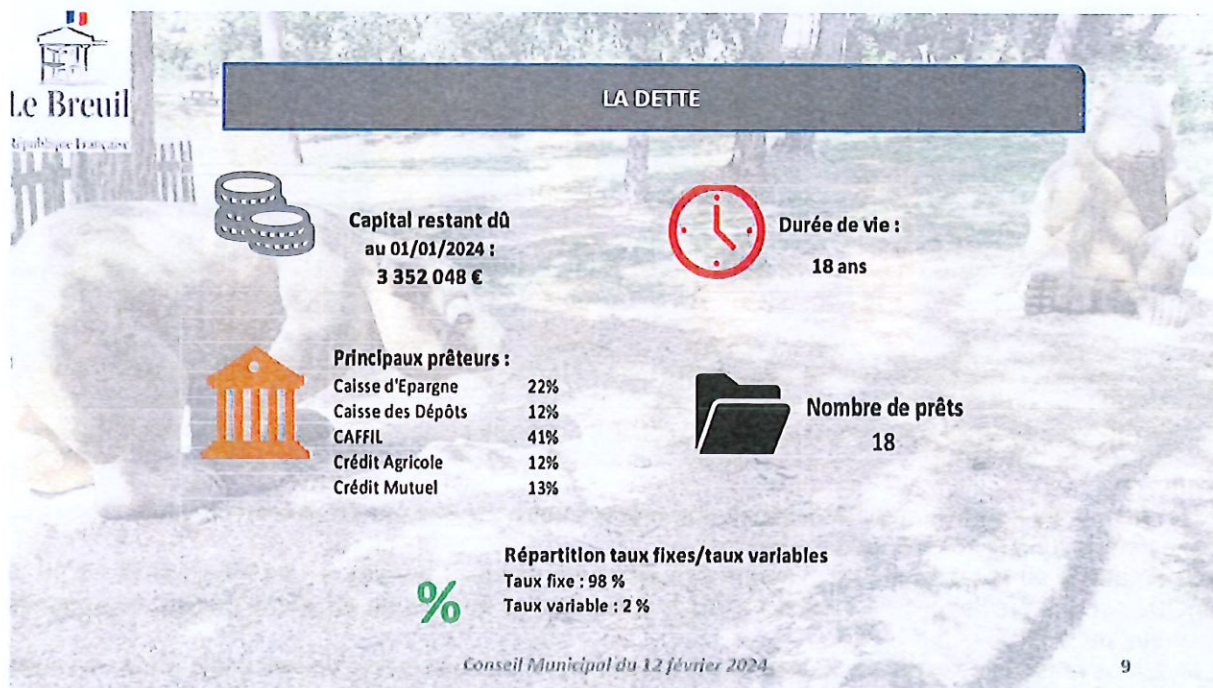 Le Breuil
République Française
LA DETTE
Capital restant dû
au 01/01/2024 :
3 352 048 €
Durée de vie :
18 ans
Principaux prêteurs :
Caisse d'Epargne 22%
Caisse des Dépôts 12%
CAFFIL 41%
Crédit Agricole 12%
Crédit Mutuel 13%
Nombre de prêts
18
%
Répartition taux fixes/taux variables
Taux fixe : 98 %
Taux variable : 2 %
Conseil Municipal du 12 février 2024
9